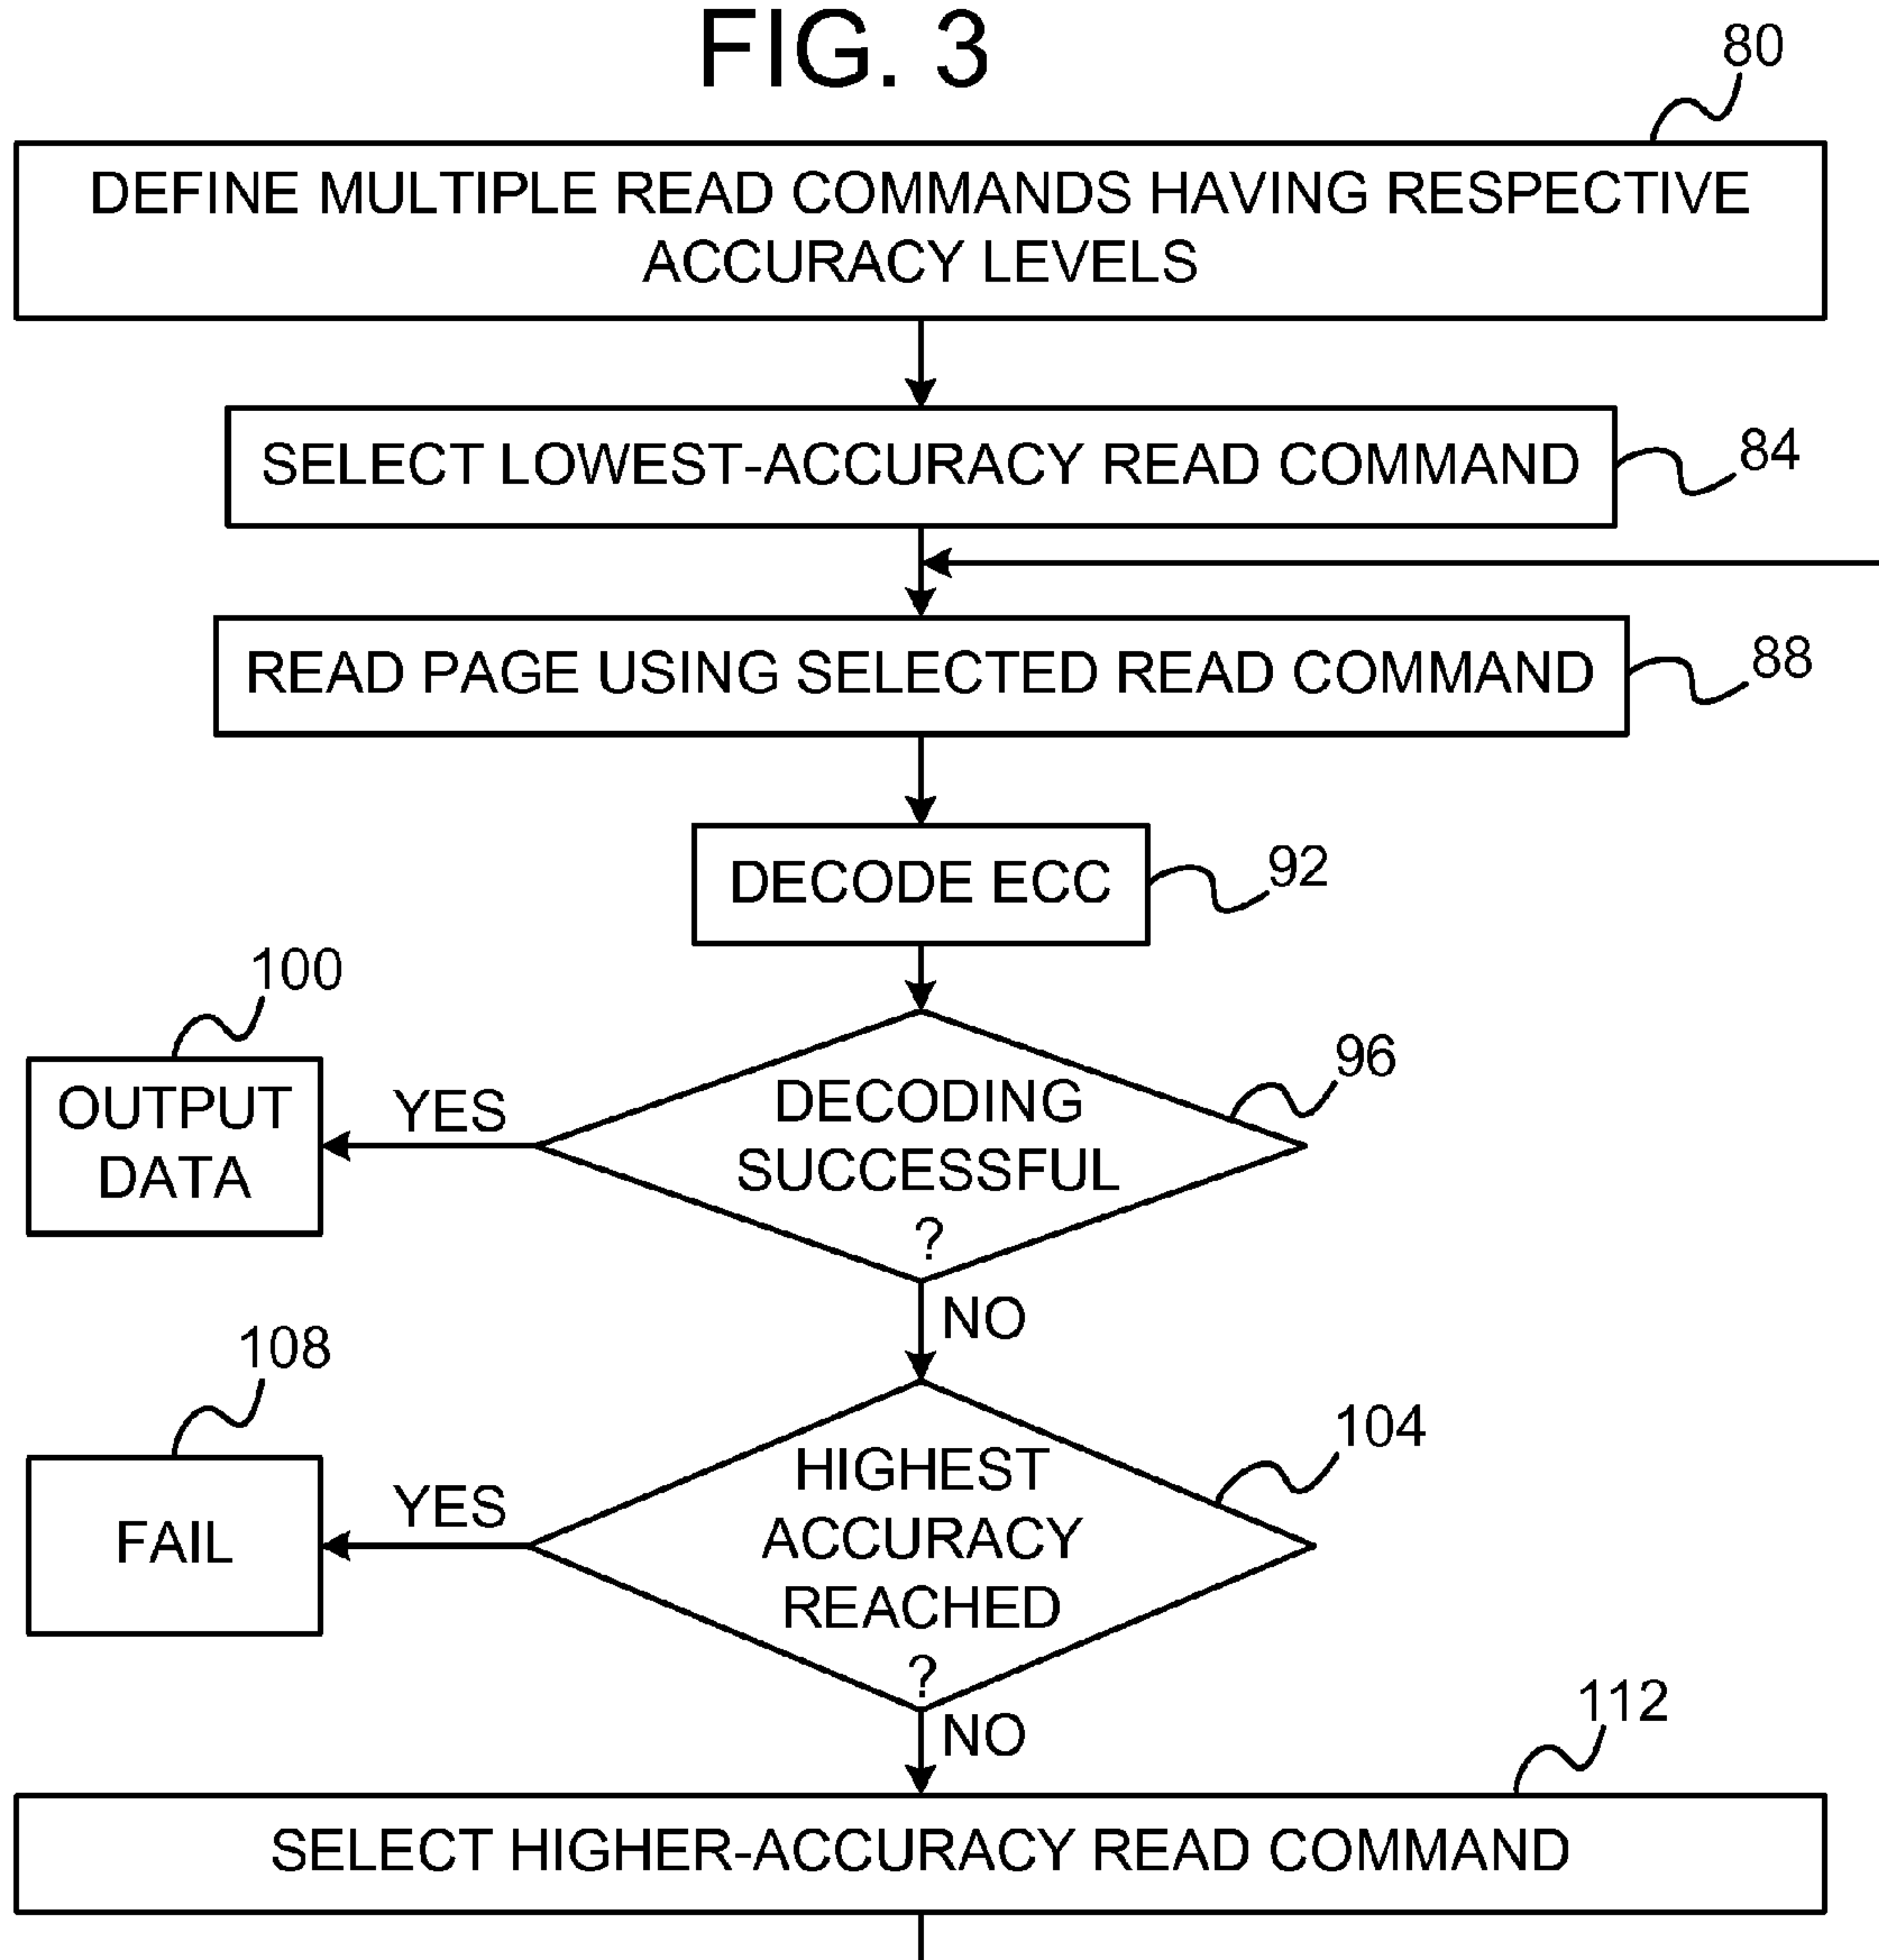 FIG. 3
80
DEFINE MULTIPLE READ COMMANDS HAVING RESPECTIVE
ACCURACY LEVELS
SELECT LOWEST-ACCURACY READ COMMAND
84
READ PAGE USING SELECTED READ COMMAND
88
DECODE ECC
92
100
OUTPUT
DATA
YES
DECODING
SUCCESSFUL
?
96
NO
108
FAIL
YES
HIGHEST
ACCURACY
REACHED
?
104
NO
112
SELECT HIGHER-ACCURACY READ COMMAND